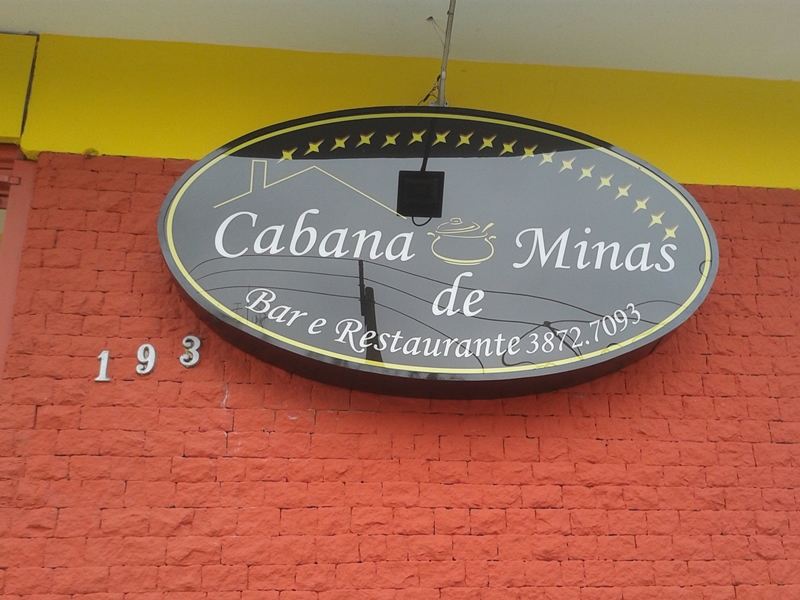 Cabana Minas
de
Bar e Restaurante 3872.7093
193